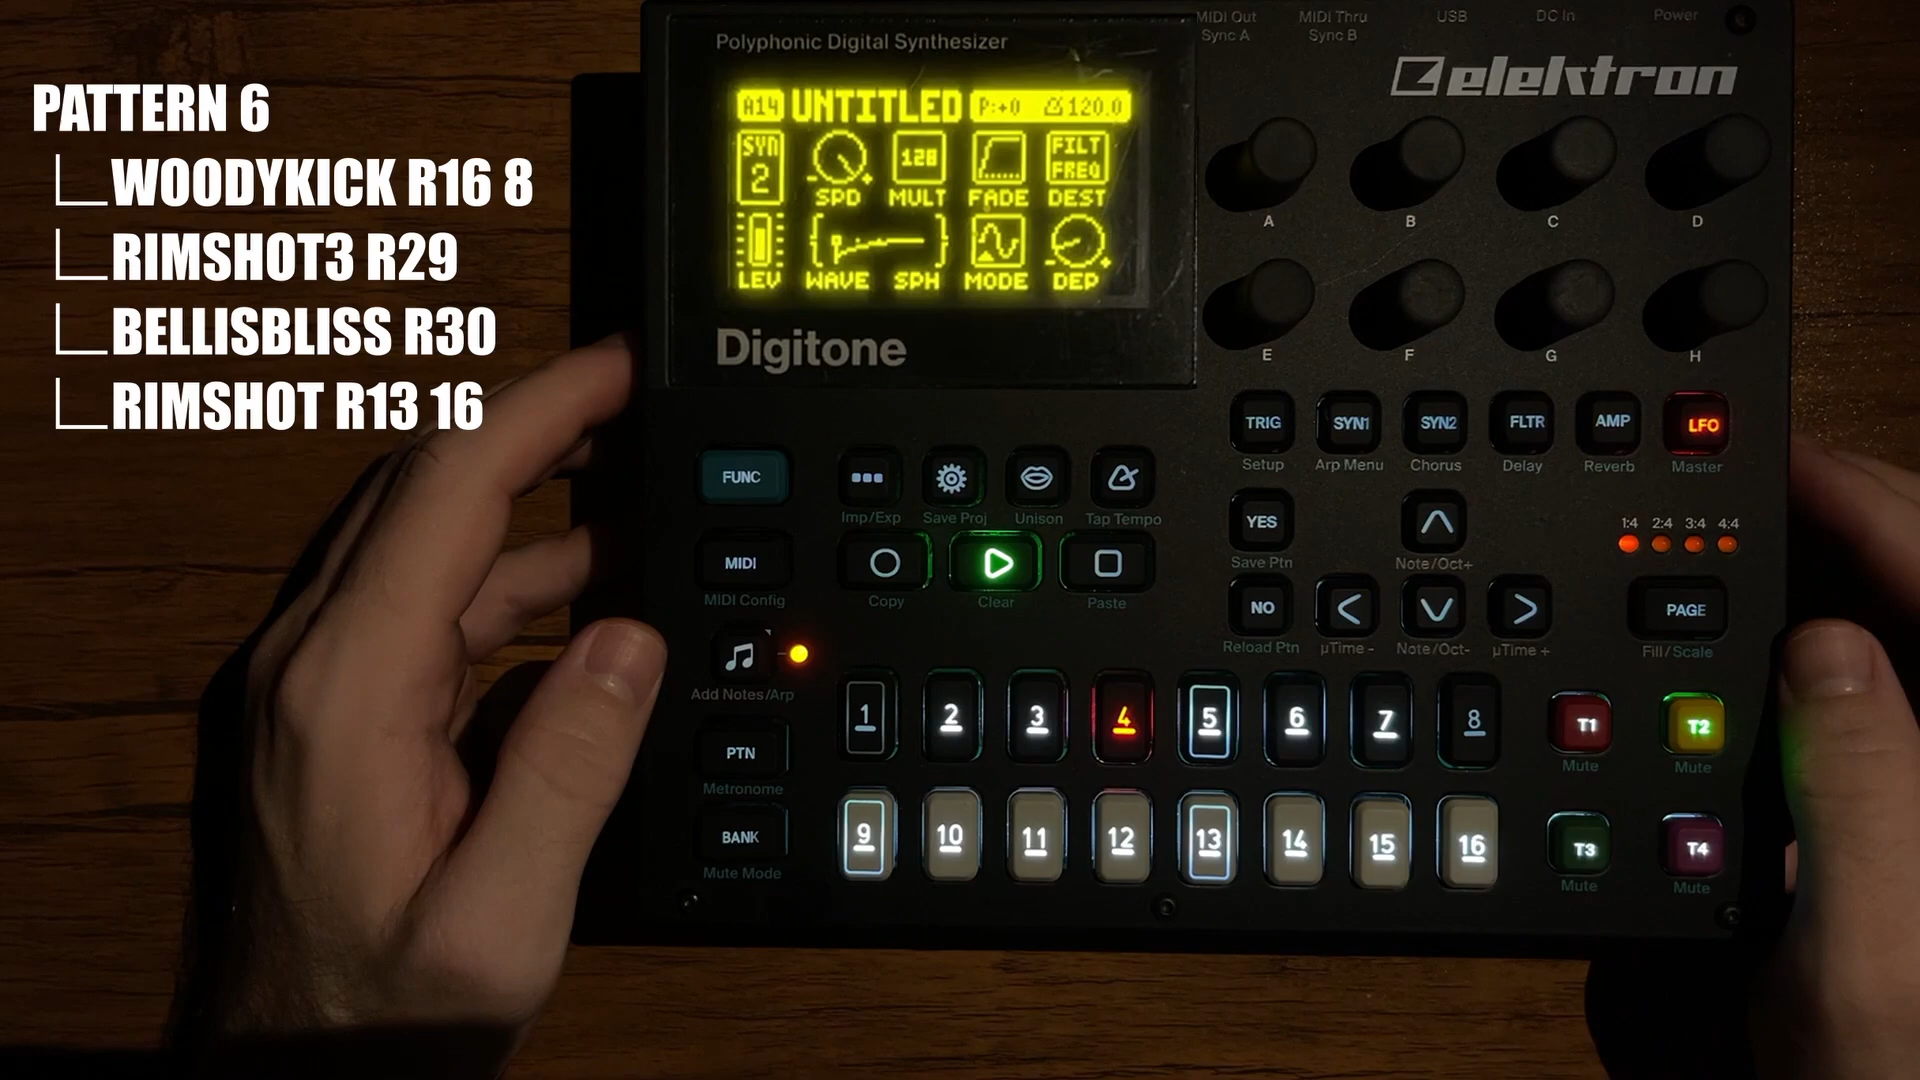 PATTERN 6
WOODYKICK R16 8
RIMSHOT3 R29
BELLISBLISS R30
RIMSHOT R13 16
MIDI Out MIDI Thru USB DC In Power
Sync A Sync B
Polyphonic Digital Synthesizer
elektron
A14 UNTITLED P:+0 120.0
SYN 128 FILT
2 FREQ
SPD MULT FADE DEST
LEV WAVE SPH MODE DEP
Digitone
A B C D
E F G H
TRIG SYN1 SYN2 FLTR AMP LFO
Setup Arp Menu Chorus Delay Reverb Master
FUNC
Imp/Exp Save Proj Unison Tap Tempo
YES
Save Ptn Note/Oct+
1:4 2:4 3:4 4:4
MIDI
MIDI Config Copy Clear Paste
NO PAGE
Reload Ptn µTime - Note/Oct- µTime + Fill/Scale
Add Notes/Arp
1 2 3 4 5 6 7 8 T1 T2
Mute Mute
PTN
Metronome
BANK 9 10 11 12 13 14 15 16 T3 T4
Mute Mode Mute Mute